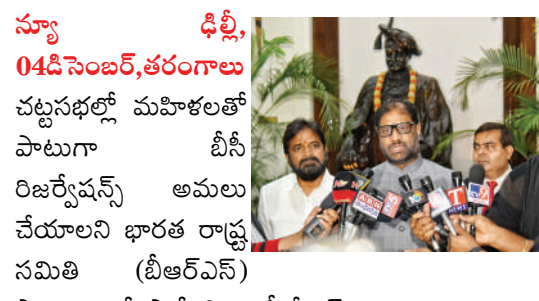 న్యూ ఢిల్లీ,
04డిసెంబర్,తరంగాలు
చట్టసభల్లో మహిళలతో
పాటుగా బీసీ
రిజర్వేషన్స్ అమలు
చేయాలని భారత రాష్ట్ర
సమితి (బీఆర్ఎస్)